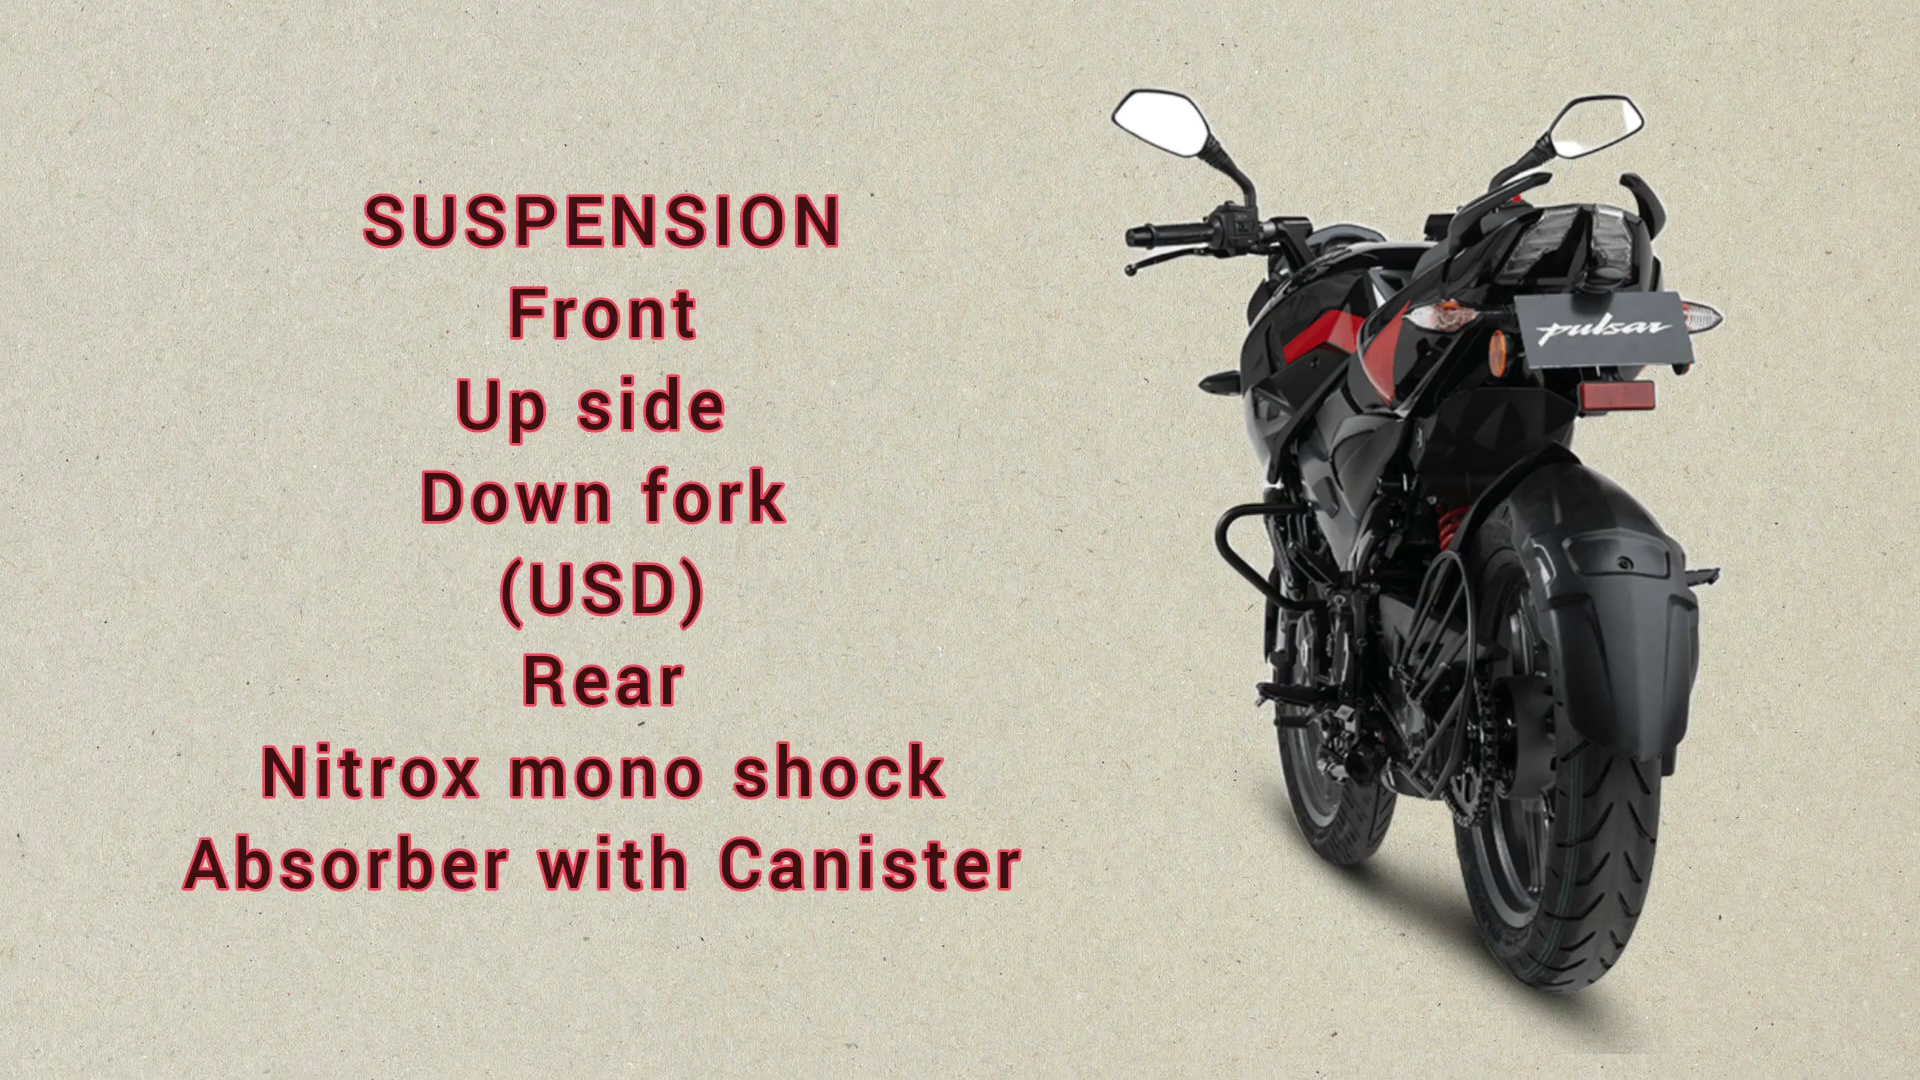 SUSPENSION
Front
Up side
Down fork
(USD)
Rear
Nitrox mono shock
Absorber with Canister
pulsar